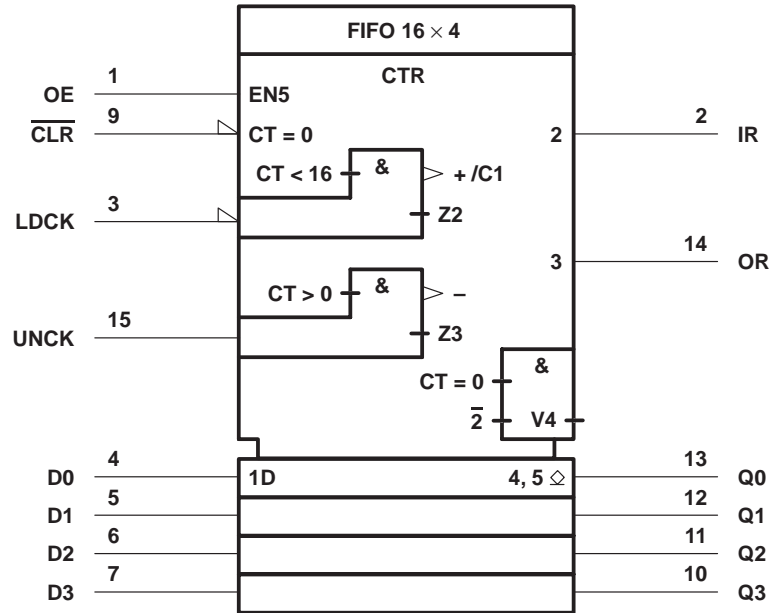 FIFO 16 × 4
CTR
OE 1 EN5
C̅L̅R̅ 9 CT = 0
2 2 IR
CT < 16 & + /C1
LDCK 3 Z2
3 14 OR
CT > 0 & –
UNCK 15 Z3
CT = 0 &
2̅ V4
D0 4 1D 4, 5 ◇ 13 Q0
D1 5 12 Q1
D2 6 11 Q2
D3 7 10 Q3